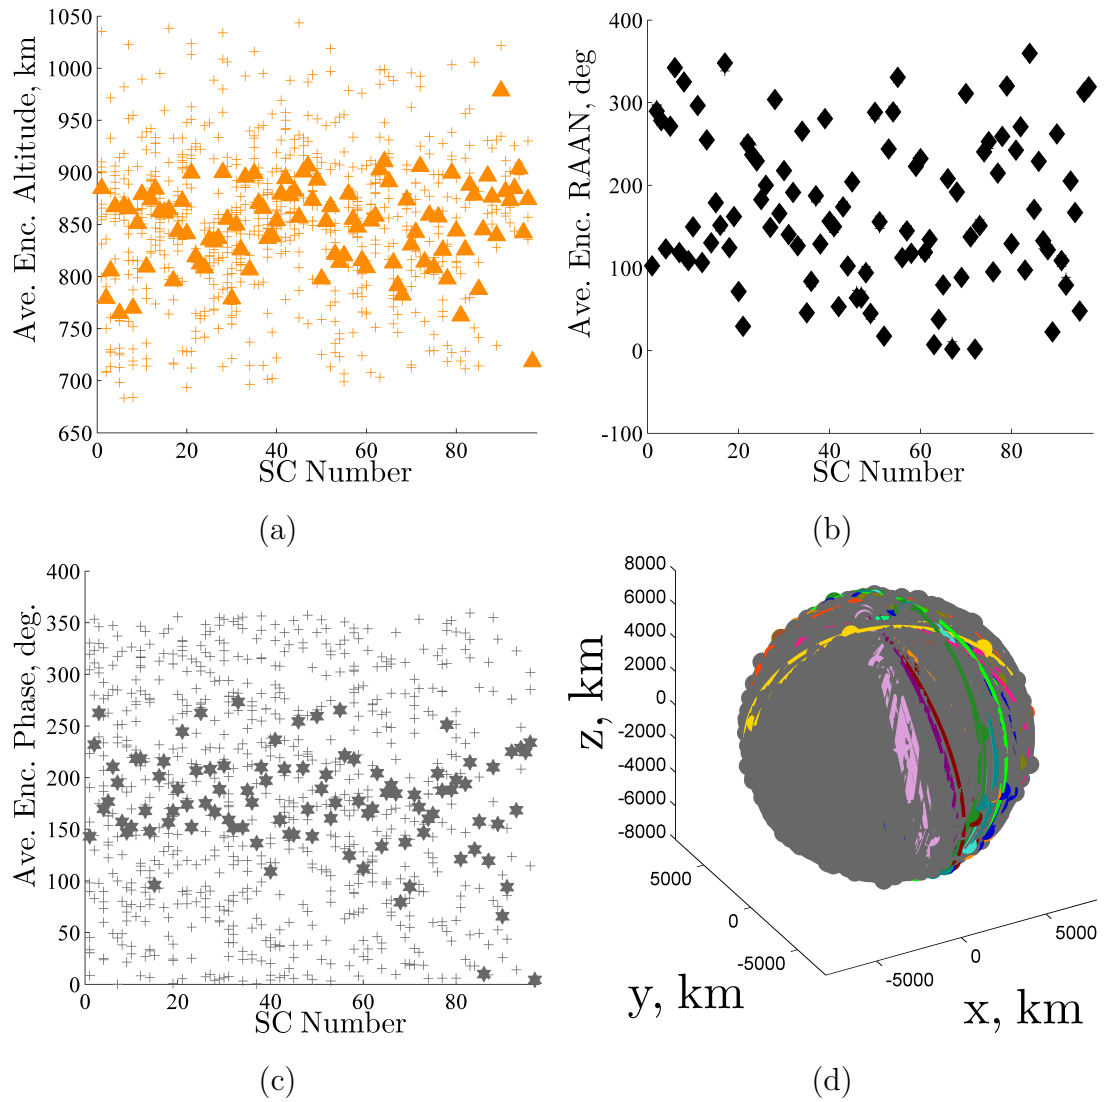 1050
1000
950
900
850
800
750
700
650
Ave. Enc. Altitude, km
0 20 40 60 80
SC Number
(a)
400
300
200
100
0
-100
Ave. Enc. RAAN, deg
0 20 40 60 80
SC Number
(b)
400
350
300
250
200
150
100
50
0
Ave. Enc. Phase, deg.
0 20 40 60 80
SC Number
(c)
8000
6000
4000
2000
0
-2000
-4000
-6000
-8000
z, km
5000
0
-5000
y, km
-5000
0
5000
x, km
(d)